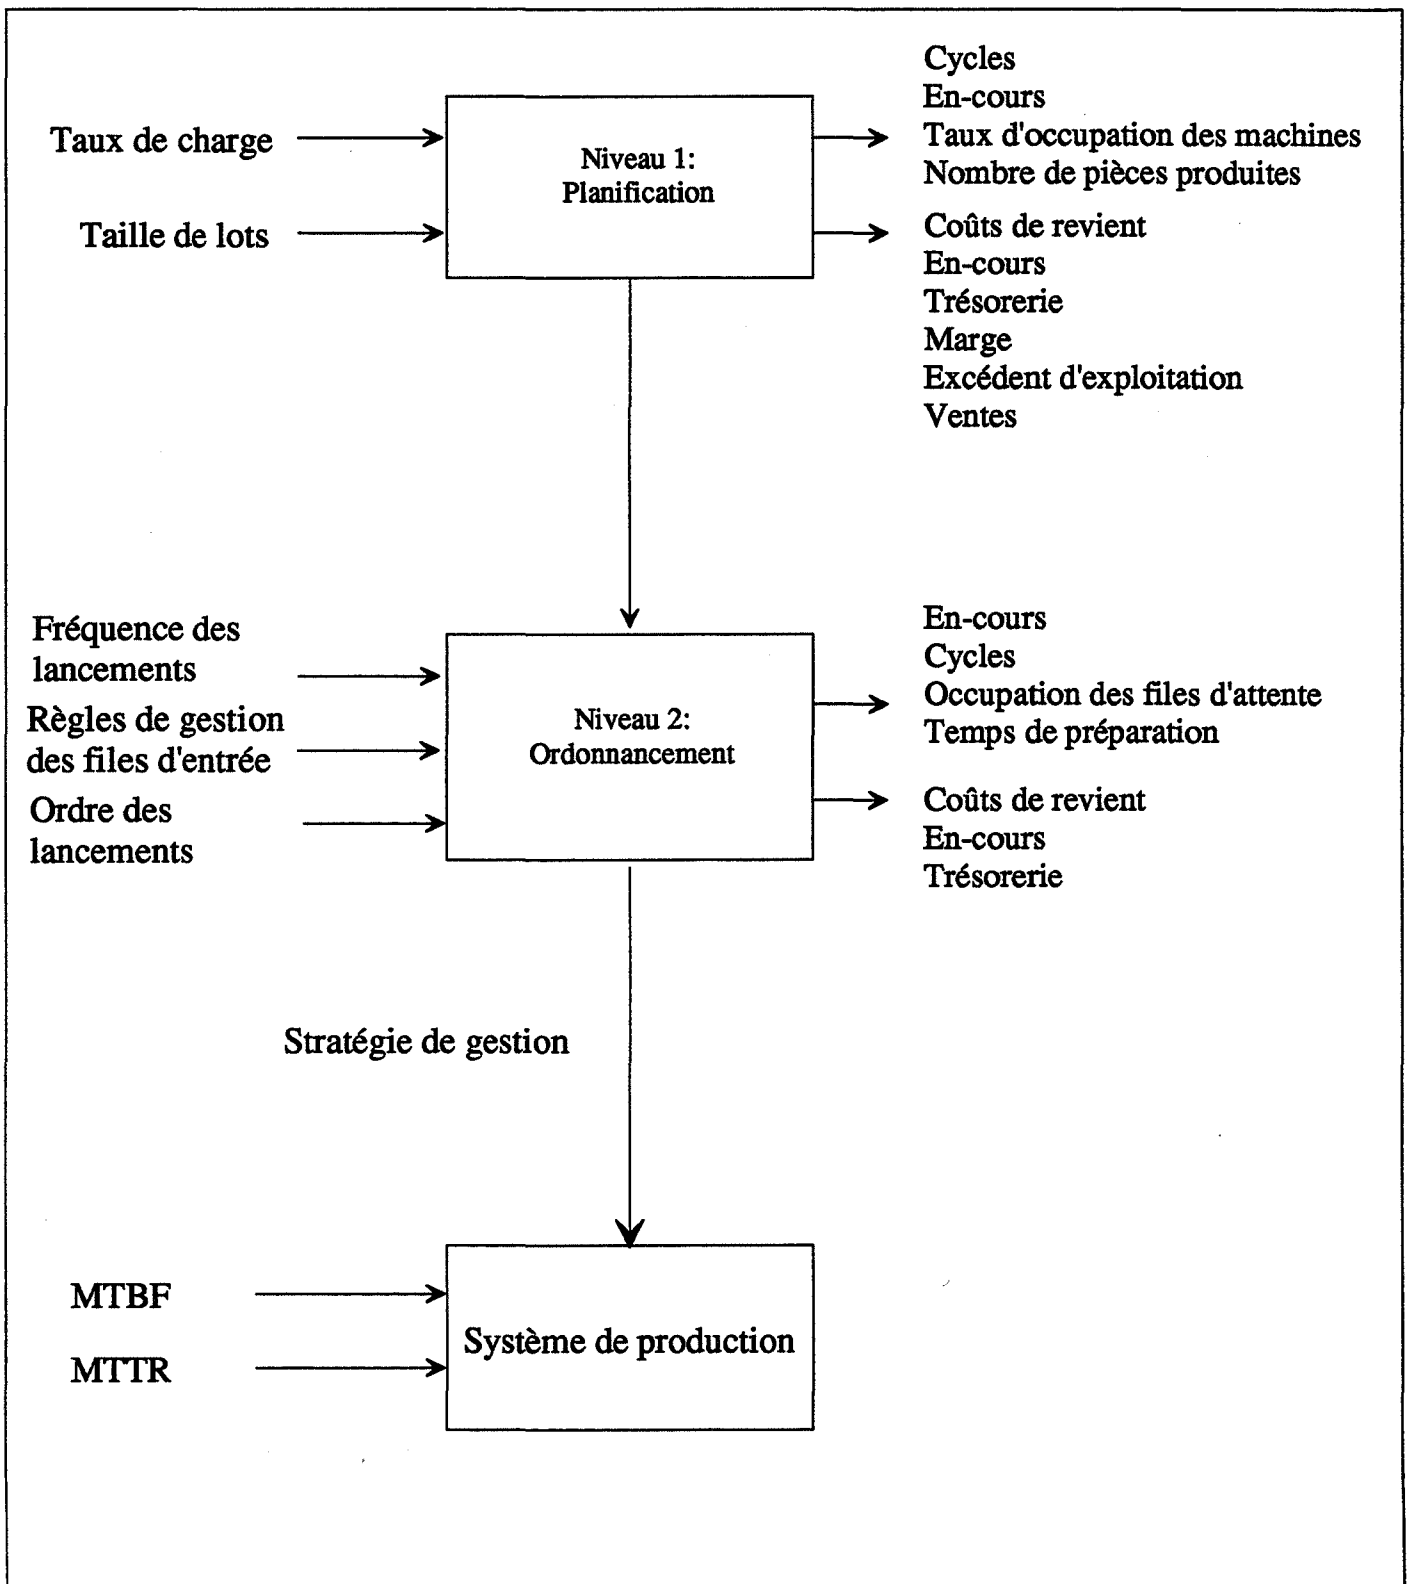 Taux de charge
Taille de lots
Niveau 1:
Planification
Cycles
En-cours
Taux d'occupation des machines
Nombre de pièces produites
Coûts de revient
En-cours
Trésorerie
Marge
Excédent d'exploitation
Ventes
Fréquence des
lancements
Règles de gestion
des files d'entrée
Ordre des
lancements
Niveau 2:
Ordonnancement
En-cours
Cycles
Occupation des files d'attente
Temps de préparation
Coûts de revient
En-cours
Trésorerie
Stratégie de gestion
MTBF
MTTR
Système de production